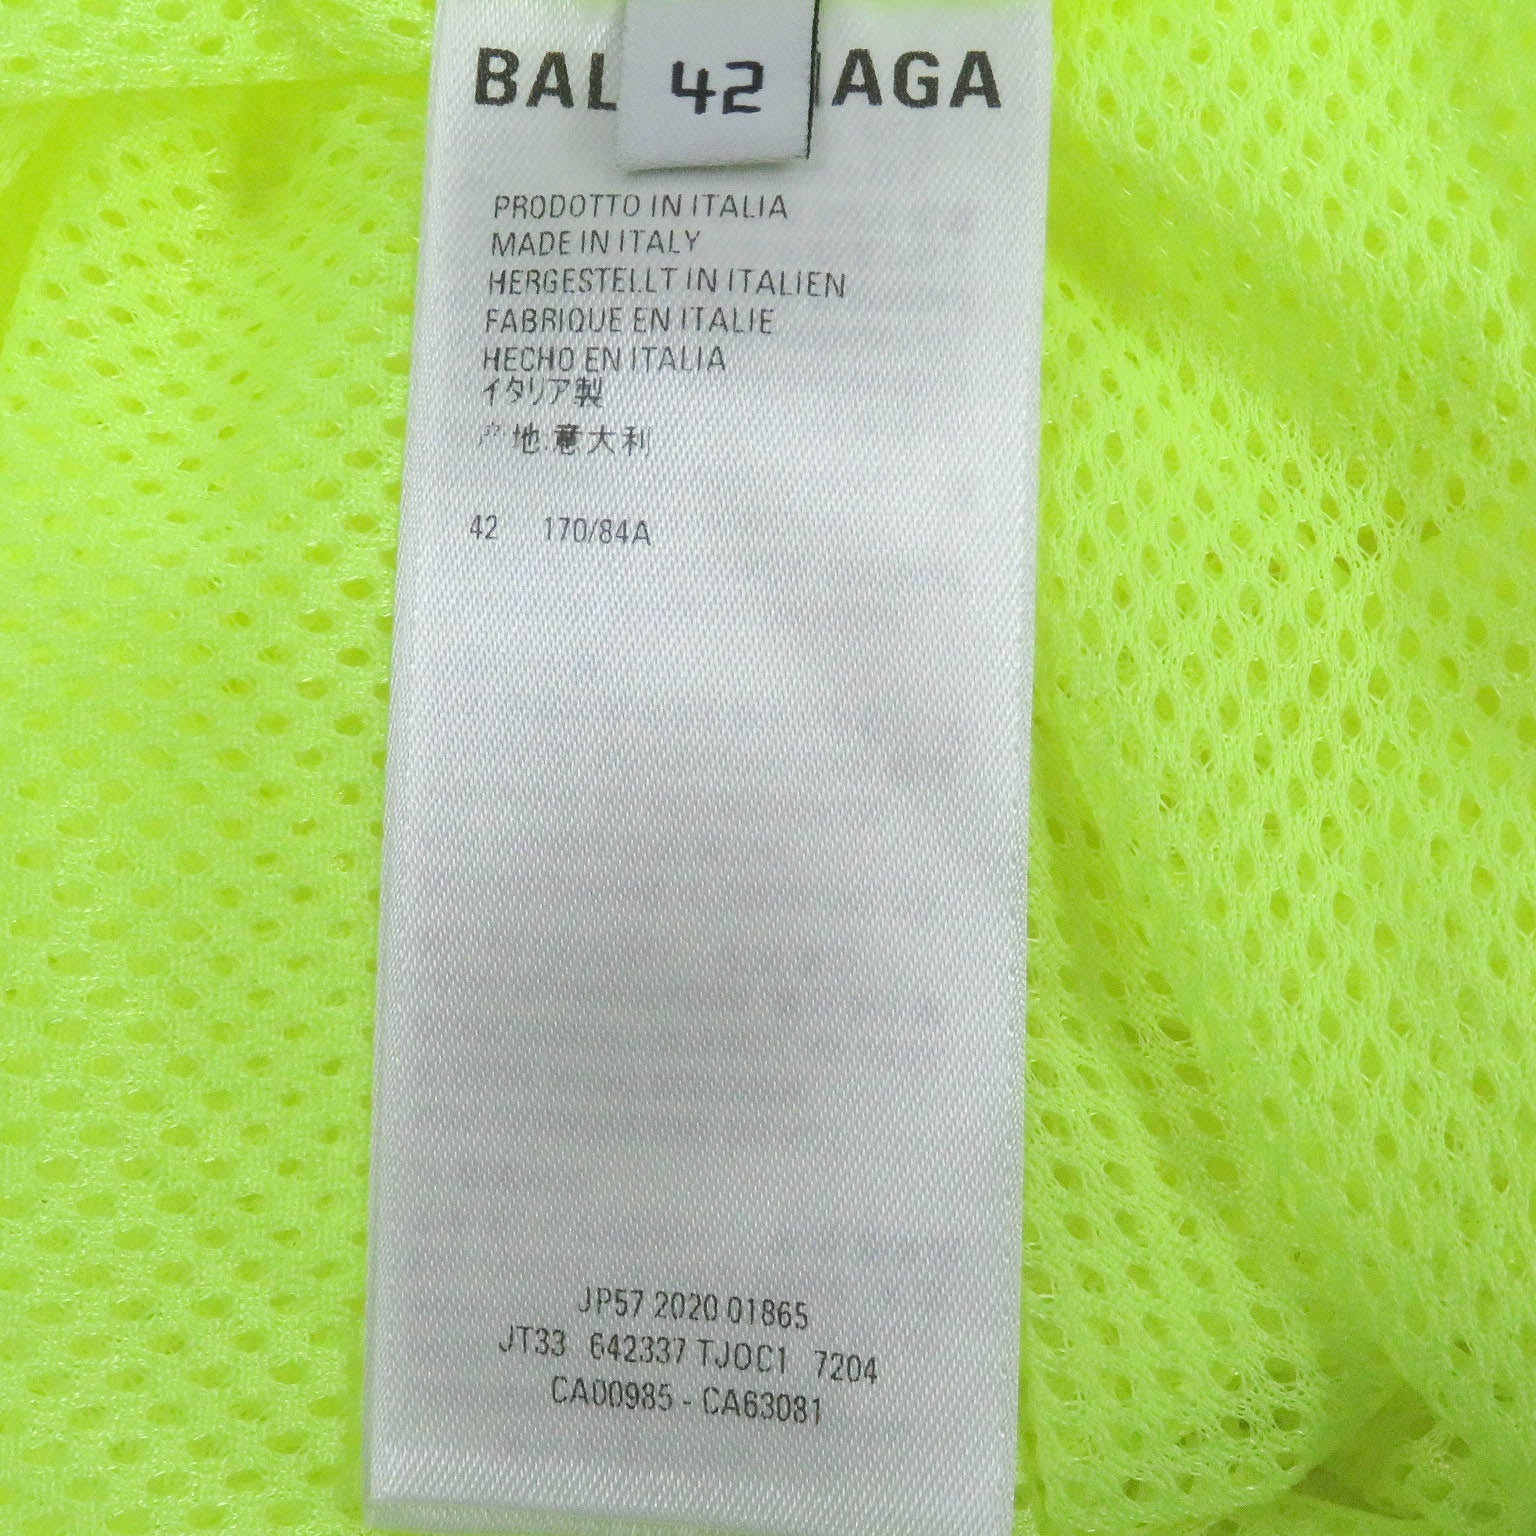 BAL AGA
42
PRODOTTO IN ITALIA
MADE IN ITALY
HERGESTELLT IN ITALIEN
FABRIQUE EN ITALIE
HECHO EN ITALIA
イタリア製
产地:意大利
42 170/84A
JP57 2020 01865
JT33 642337 TJOC1 7204
CA00985 - CA63081